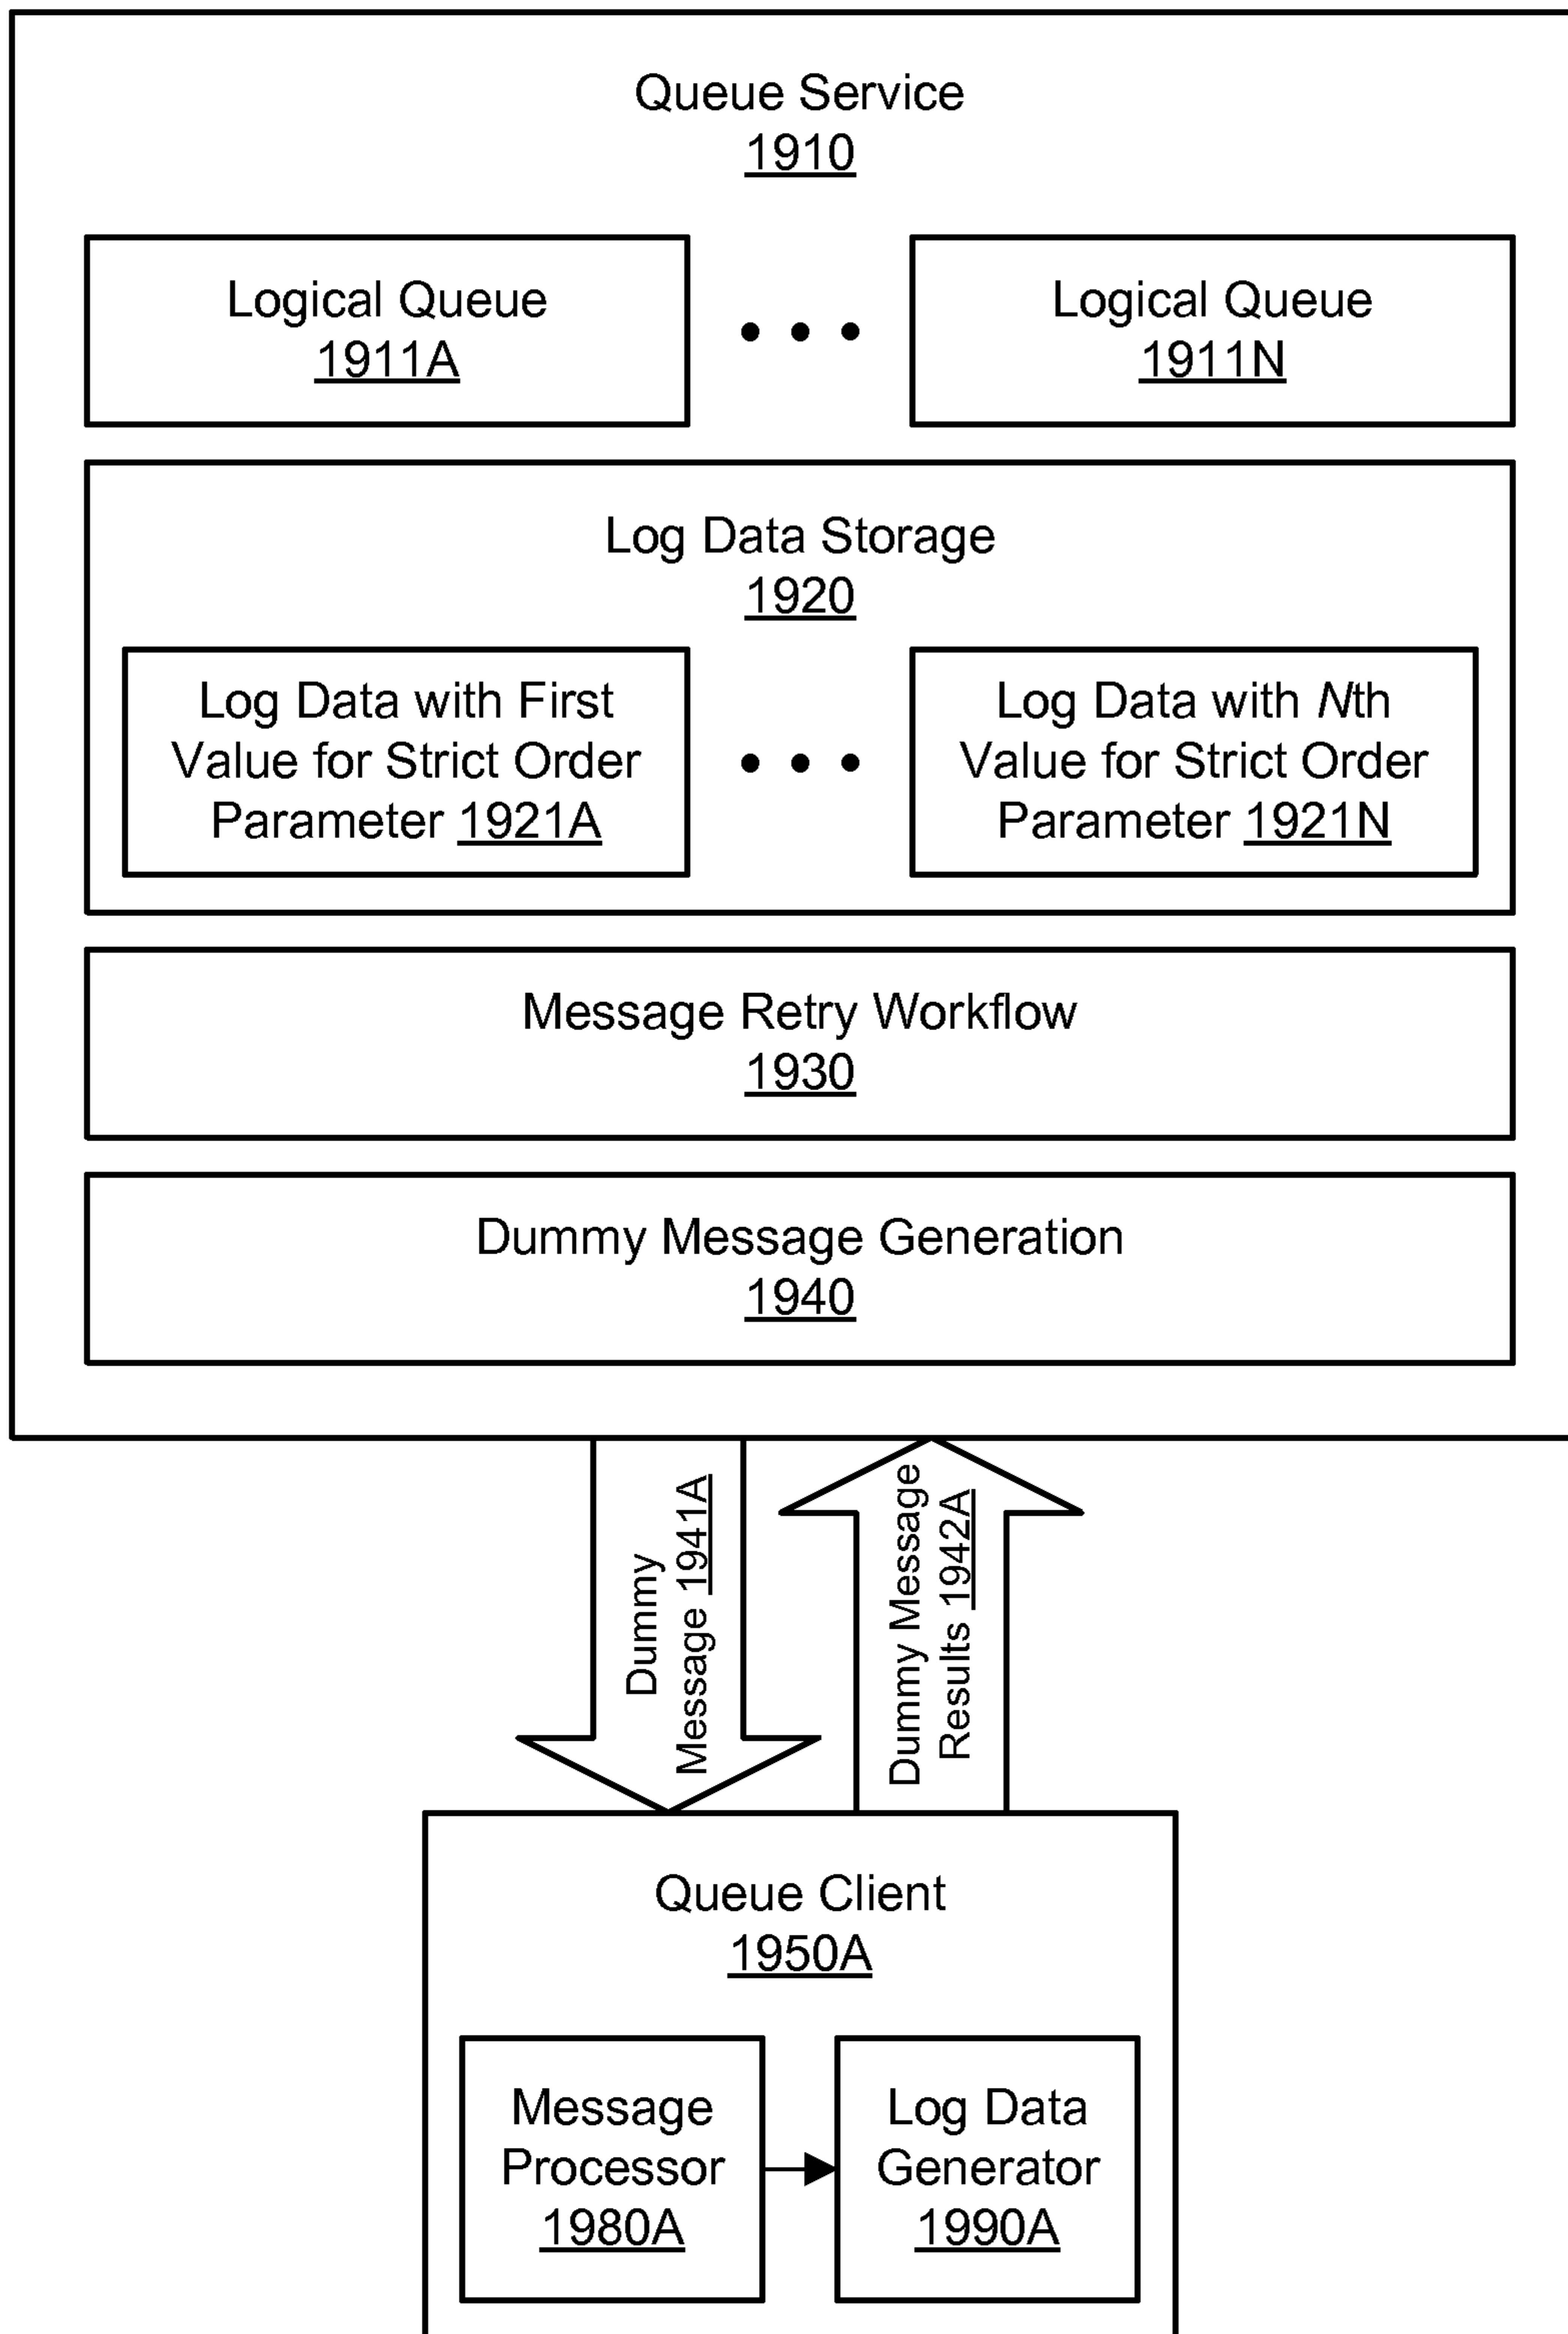 Queue Service
1910
Logical Queue
1911A
Logical Queue
1911N
Log Data Storage
1920
Log Data with First
Value for Strict Order
Parameter 1921A
Log Data with Nth
Value for Strict Order
Parameter 1921N
Message Retry Workflow
1930
Dummy Message Generation
1940
Dummy
Message 1941A
Dummy Message
Results 1942A
Queue Client
1950A
Message
Processor
1980A
Log Data
Generator
1990A